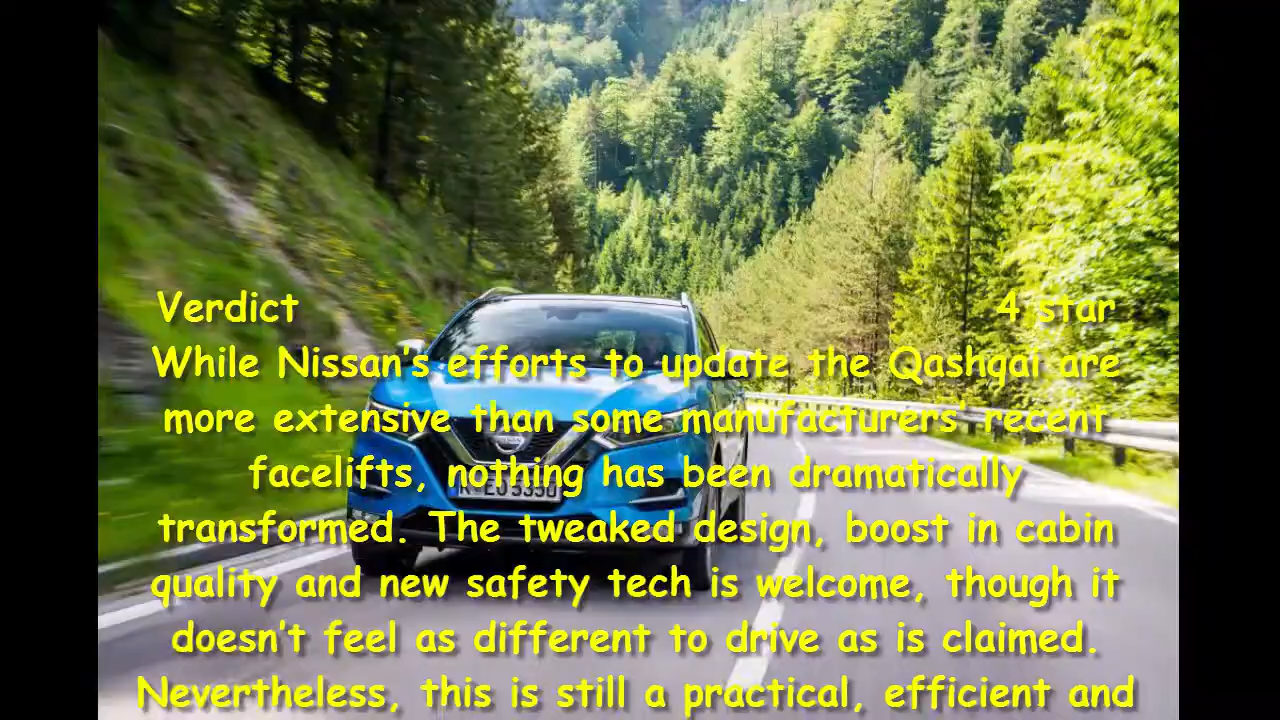 Verdict 4 star
While Nissan's efforts to update the Qashqai are
more extensive than some manufacturers' recent
facelifts, nothing has been dramatically
transformed. The tweaked design, boost in cabin
quality and new safety tech is welcome, though it
doesn't feel as different to drive as is claimed.
Nevertheless, this is still a practical, efficient and
NISSAN